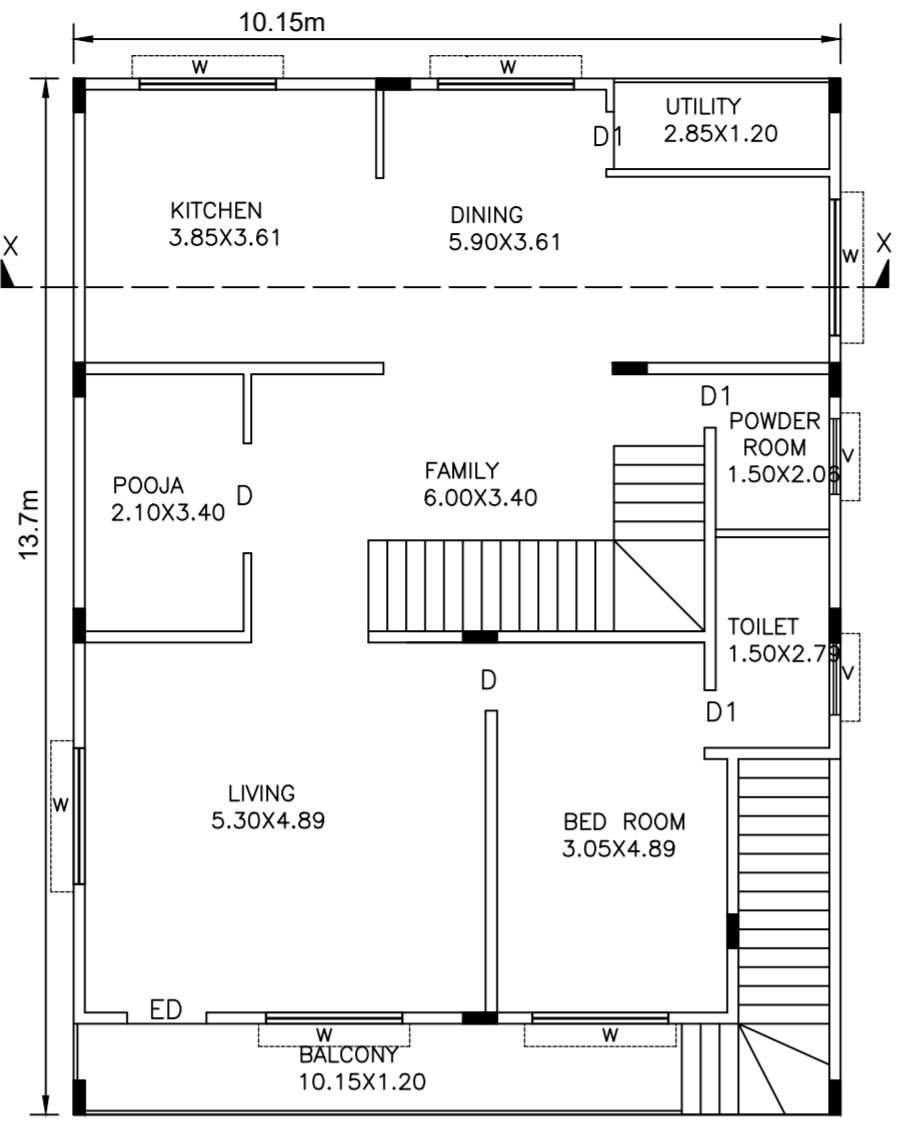 10.15m
W
W
UTILITY
2.85X1.20
D1
KITCHEN
3.85X3.61
DINING
5.90X3.61
X
X
W
D1
POWDER
ROOM
1.50X2.06
V
FAMILY
6.00X3.40
POOJA
2.10X3.40
D
13.7m
TOILET
1.50X2.79
V
D
D1
LIVING
5.30X4.89
W
BED ROOM
3.05X4.89
ED
W
W
BALCONY
10.15X1.20